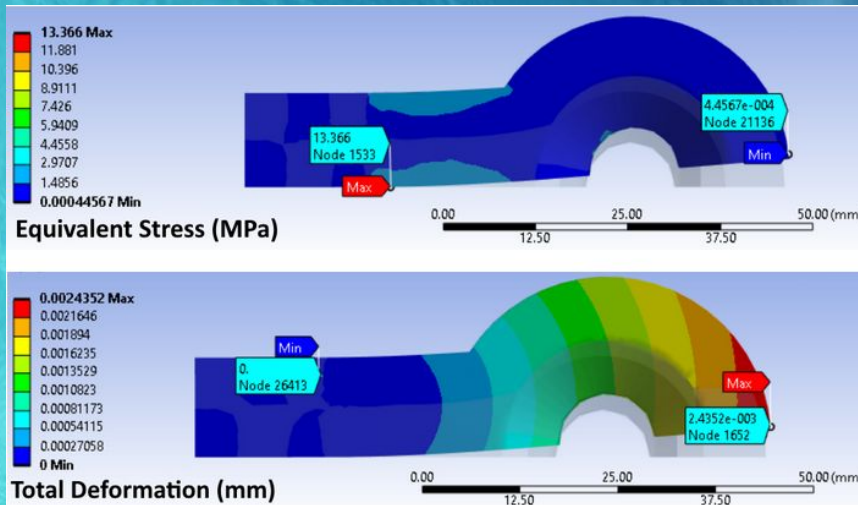 13.366 Max
11.881
10.396
8.9111
7.426
5.9409
4.4558
2.9707
1.4856
0.00044567 Min
13.366
Node 1533
Max
4.4567e-004
Node 21136
Min
Equivalent Stress (MPa)
0.00 25.00 50.00 (mm
12.50 37.50
0.0024352 Max
0.0021646
0.001894
0.0016235
0.0013529
0.0010823
0.00081173
0.00054115
0.00027058
0 Min
Min
0.
Node 26413
Max
2.4352e-003
Node 1652
Total Deformation (mm)
0.00 25.00 50.00 (mm)
12.50 37.50